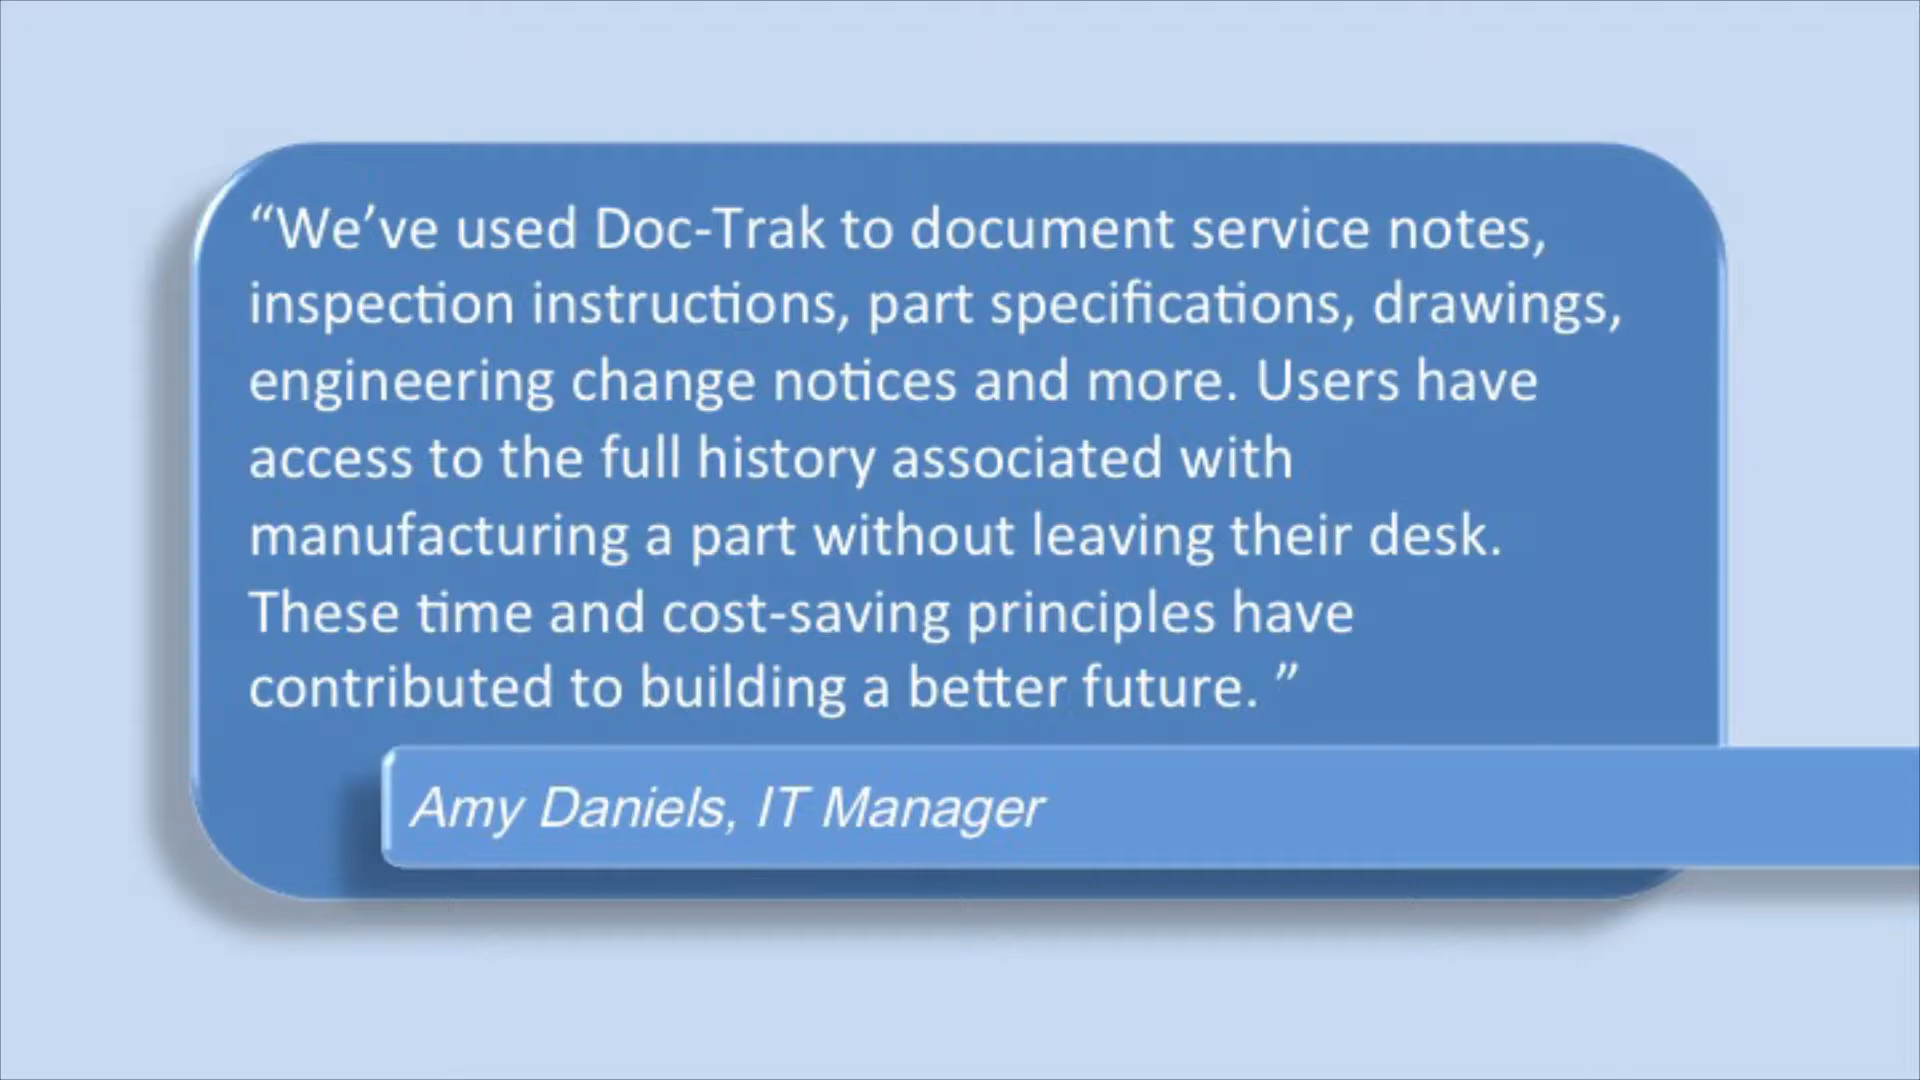 “We’ve used Doc-Trak to document service notes,
inspection instructions, part specifications, drawings,
engineering change notices and more. Users have
access to the full history associated with
manufacturing a part without leaving their desk.
These time and cost-saving principles have
contributed to building a better future. ”
Amy Daniels, IT Manager